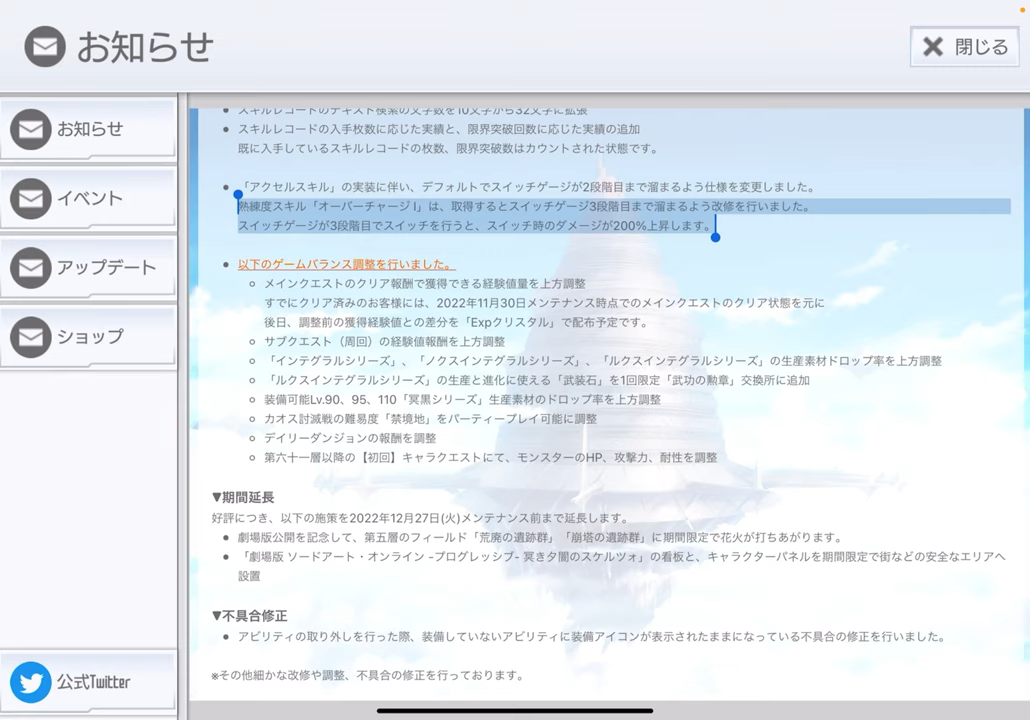 お知らせ
閉じる
お知らせ
イベント
アップデート
ショップ
公式Twitter
スキルレコードのテキスト検索の文字数を10文字から32文字に拡張
スキルレコードの入手枚数に応じた実績と、限界突破回数に応じた実績の追加
既に入手しているスキルレコードの枚数、限界突破数はカウントされた状態です。
「アクセルスキル」の実装に伴い、デフォルトでスイッチゲージが2段階目まで溜まるよう仕様を変更しました。
熟練度スキル「オーバーチャージⅠ」は、取得するとスイッチゲージ3段階目まで溜まるよう改修を行いました。
スイッチゲージが3段階目でスイッチを行うと、スイッチ時のダメージが200%上昇します。
以下のゲームバランス調整を行いました。
メインクエストのクリア報酬で獲得できる経験値量を上方調整
すでにクリア済みのお客様には、2022年11月30日メンテナンス時点でのメインクエストのクリア状態を元に
後日、調整前の獲得経験値との差分を「Expクリスタル」で配布予定です。
サブクエスト（周回）の経験値報酬を上方調整
「インテグラルシリーズ」、「ノクスインテグラルシリーズ」、「ルクスインテグラルシリーズ」の生産素材ドロップ率を上方調整
「ルクスインテグラルシリーズ」の生産と進化に使える「武装石」を1回限定「武功の勲章」交換所に追加
装備可能Lv.90、95、110「冥黒シリーズ」生産素材のドロップ率を上方調整
カオス討滅戦の難易度「禁境地」をパーティープレイ可能に調整
デイリーダンジョンの報酬を調整
第六十一層以降の【初回】キャラクエストにて、モンスターのHP、攻撃力、耐性を調整
▼期間延長
好評につき、以下の施策を2022年12月27日(火)メンテナンス前まで延長します。
劇場版公開を記念して、第五層のフィールド「荒廃の遺跡群」「崩塔の遺跡群」に期間限定で花火が打ちあがります。
「劇場版 ソードアート・オンライン -プログレッシブ- 冥き夕闇のスケルツォ」の看板と、キャラクターパネルを期間限定で街などの安全なエリアへ
設置
▼不具合修正
アビリティの取り外しを行った際、装備していないアビリティに装備アイコンが表示されたままになっている不具合の修正を行いました。
※その他細かな改修や調整、不具合の修正を行っております。